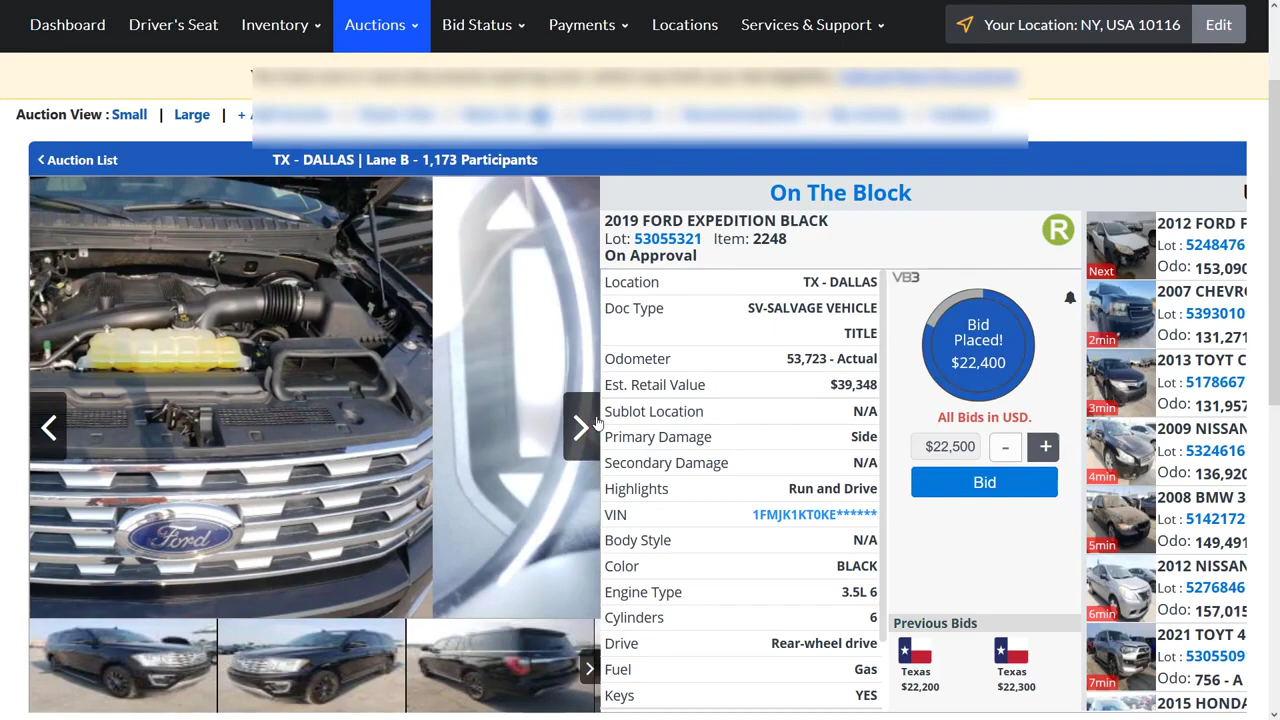 Dashboard Driver's Seat Inventory Auctions Bid Status Payments Locations Services & Support Your Location: NY, USA 10116 Edit
Auction View : Small | Large | +
Auction List TX - DALLAS | Lane B - 1,173 Participants
On The Block
2019 FORD EXPEDITION BLACK
Lot: 53055321 Item: 2248
On Approval
R
Location TX - DALLAS
Doc Type SV-SALVAGE VEHICLE
TITLE
Odometer 53,723 - Actual
Est. Retail Value $39,348
Sublot Location N/A
Primary Damage Side
Secondary Damage N/A
Highlights Run and Drive
VIN 1FMJK1KT0KE******
Body Style N/A
Color BLACK
Engine Type 3.5L 6
Cylinders 6
Drive Rear-wheel drive
Fuel Gas
Keys YES
VB3
Bid
Placed!
$22,400
All Bids in USD.
$22,500 - +
Bid
Previous Bids
Texas Texas
$22,200 $22,300
2012 FORD F
Lot : 5248476
Next Odo: 153,090
2007 CHEVR
Lot : 5393010
2min Odo: 131,271
2013 TOYT C
Lot : 5178667
3min Odo: 131,957
2009 NISSAN
Lot : 5324616
4min Odo: 136,920
2008 BMW 3
Lot : 5142172
5min Odo: 149,491
2012 NISSAN
Lot : 5276846
6min Odo: 157,015
2021 TOYT 4
Lot : 5305509
7min Odo: 756 - A
2015 HONDA
Ford